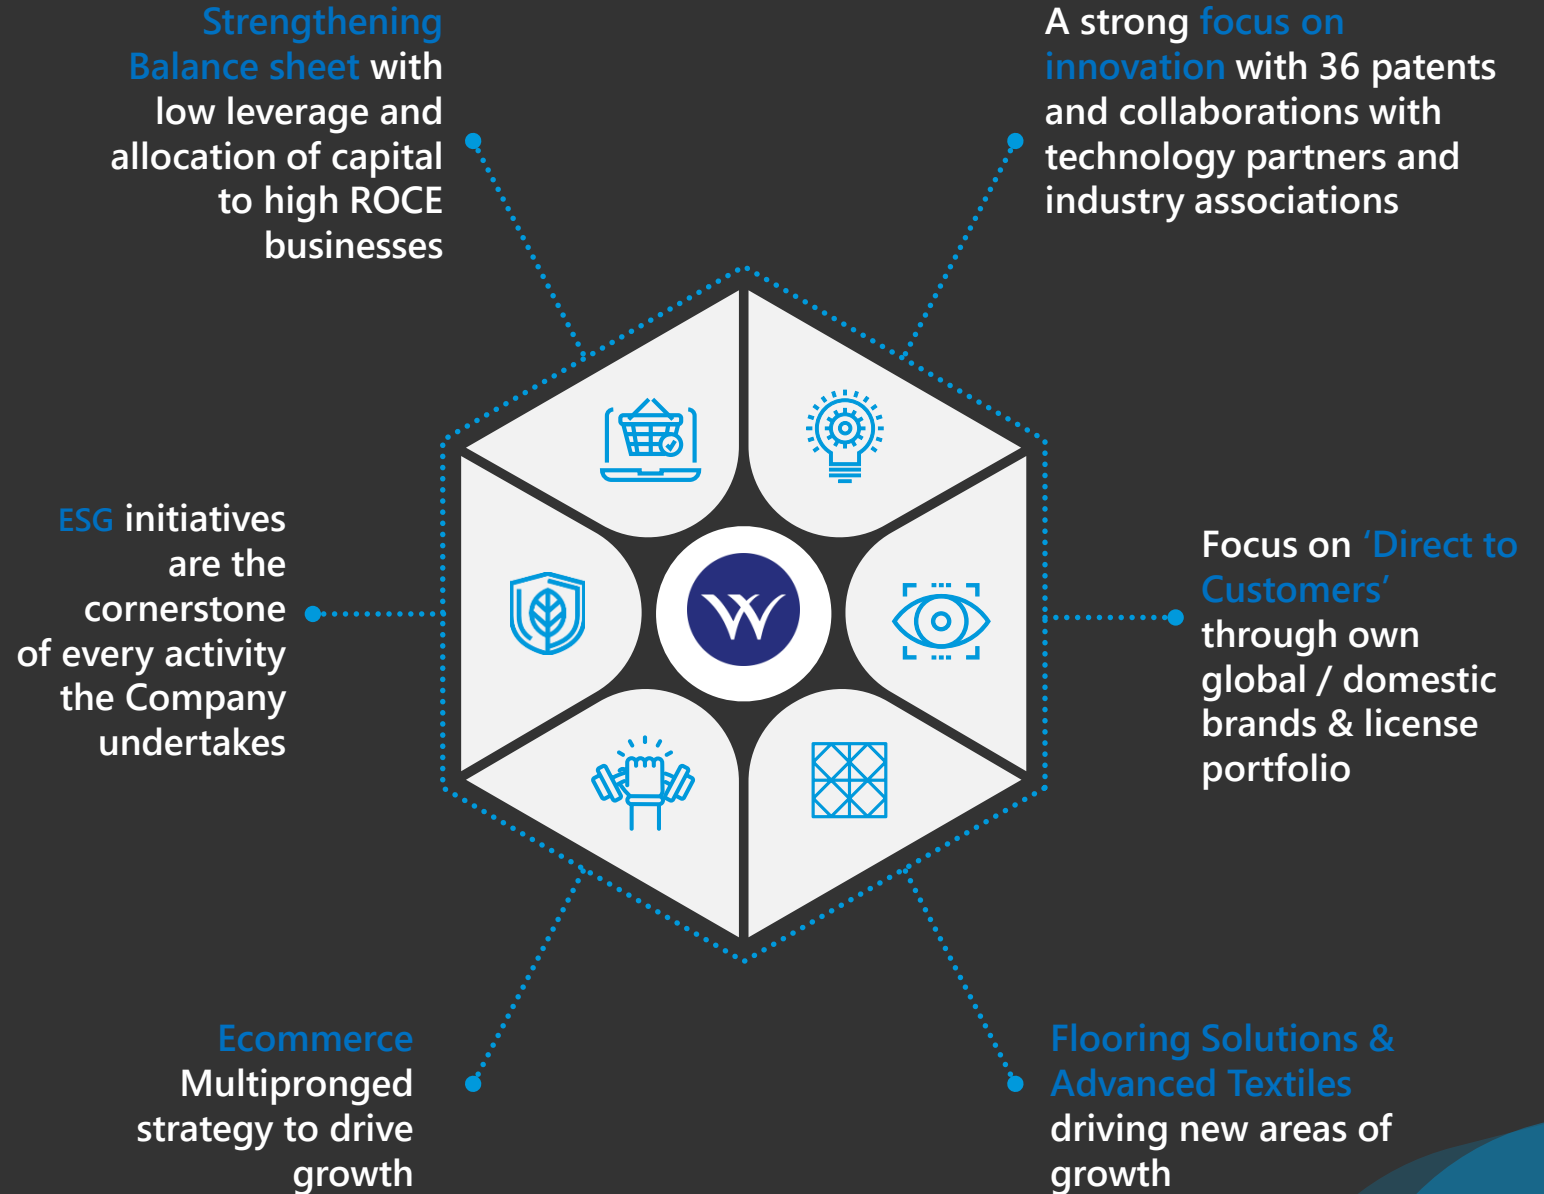 Strengthening
Balance sheet with
low leverage and
allocation of capital
to high ROCE
businesses
A strong focus on
innovation with 36 patents
and collaborations with
technology partners and
industry associations
ESG initiatives
are the
cornerstone
of every activity
the Company
undertakes
Focus on ‘Direct to
Customers‘
through own
global / domestic
brands & license
portfolio
Ecommerce
Multipronged
strategy to drive
growth
Flooring Solutions &
Advanced Textiles
driving new areas of
growth